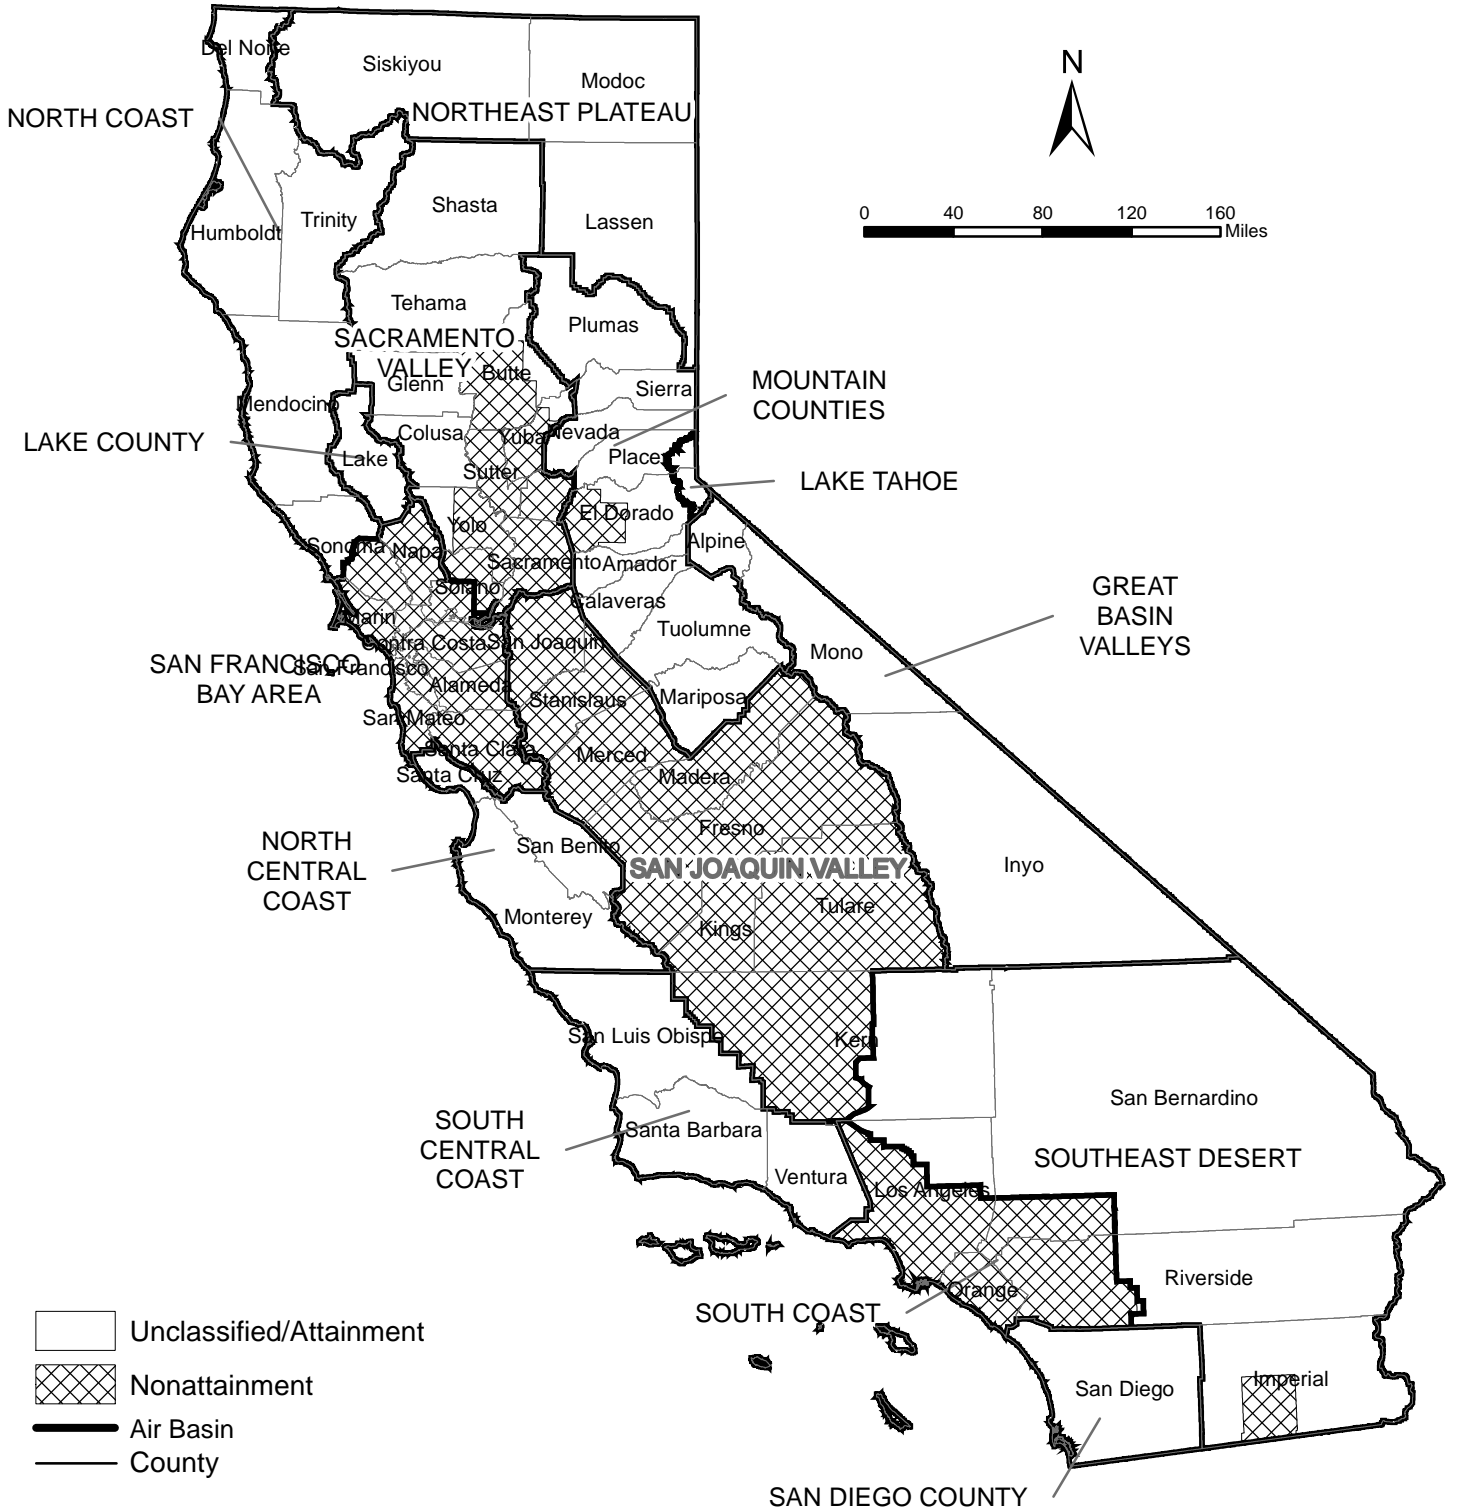 Del Norte
Siskiyou
Modoc
N
NORTH COAST
NORTHEAST PLATEAU
Shasta
Lassen
Trinity
Humboldt
0 40 80 120 160
Miles
Tehama
Plumas
SACRAMENTO
VALLEY
Butte
Glenn
Sierra
MOUNTAIN
COUNTIES
Mendocino
Colusa
Yuba
Nevada
LAKE COUNTY
Lake
Placer
Sutter
LAKE TAHOE
El Dorado
Yolo
Sonoma
Napa
Alpine
Sacramento
Amador
Solano
Calaveras
GREAT
BASIN
VALLEYS
Marin
Tuolumne
Contra Costa
San Joaquin
Mono
SAN FRANCISCO
BAY AREA
San Francisco
Alameda
Stanislaus
Mariposa
San Mateo
Santa Clara
Merced
Santa Cruz
Madera
Fresno
NORTH
CENTRAL
COAST
San Benito
SAN JOAQUIN VALLEY
Inyo
Monterey
Tulare
Kings
San Luis Obispo
Kern
San Bernardino
SOUTH
CENTRAL
COAST
Santa Barbara
SOUTHEAST DESERT
Ventura
Los Angeles
Riverside
Orange
SOUTH COAST
Imperial
San Diego
SAN DIEGO COUNTY
Unclassified/Attainment
Nonattainment
Air Basin
County